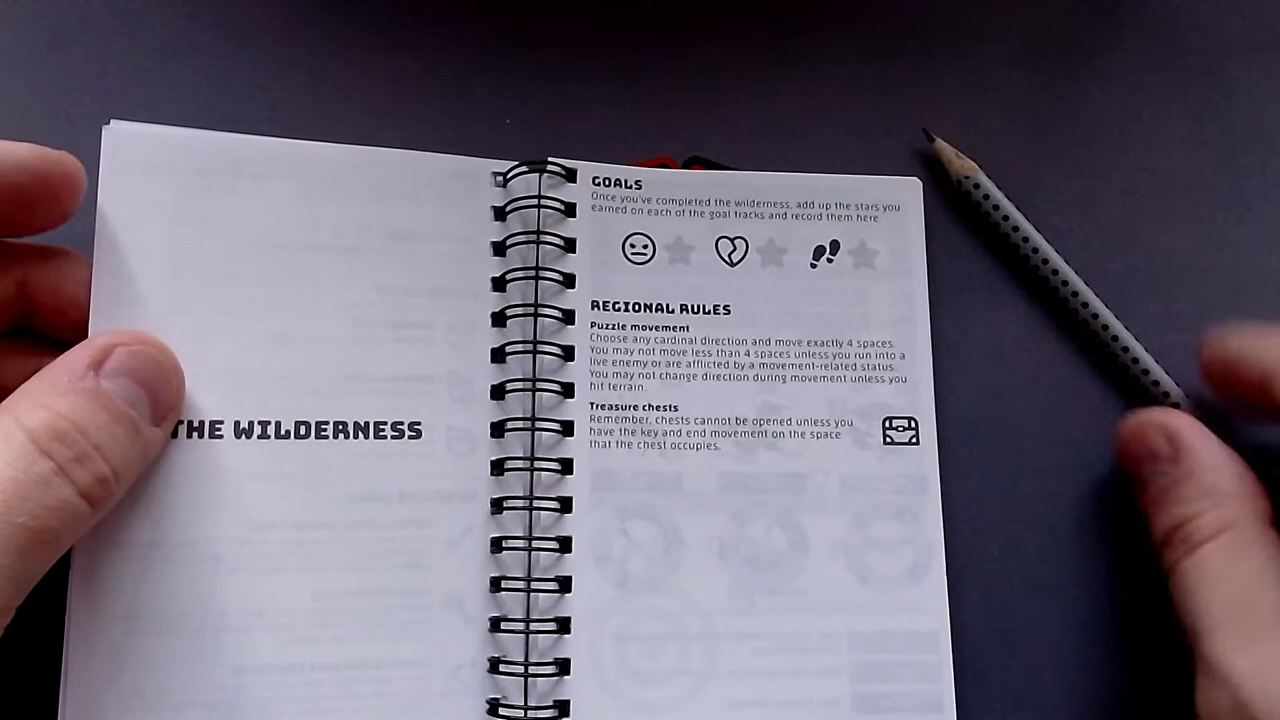 THE WILDERNESS
GOALS
Once you've completed the wilderness, add up the stars you
earned on each of the goal tracks and record them here.
REGIONAL RULES
Puzzle movement
Choose any cardinal direction and move exactly 4 spaces.
You may not move less than 4 spaces unless you run into a
live enemy or are afflicted by a movement-related status.
You may not change direction during movement unless you
hit terrain.
Treasure chests
Remember, chests cannot be opened unless you
have the key and end movement on the space
that the chest occupies.